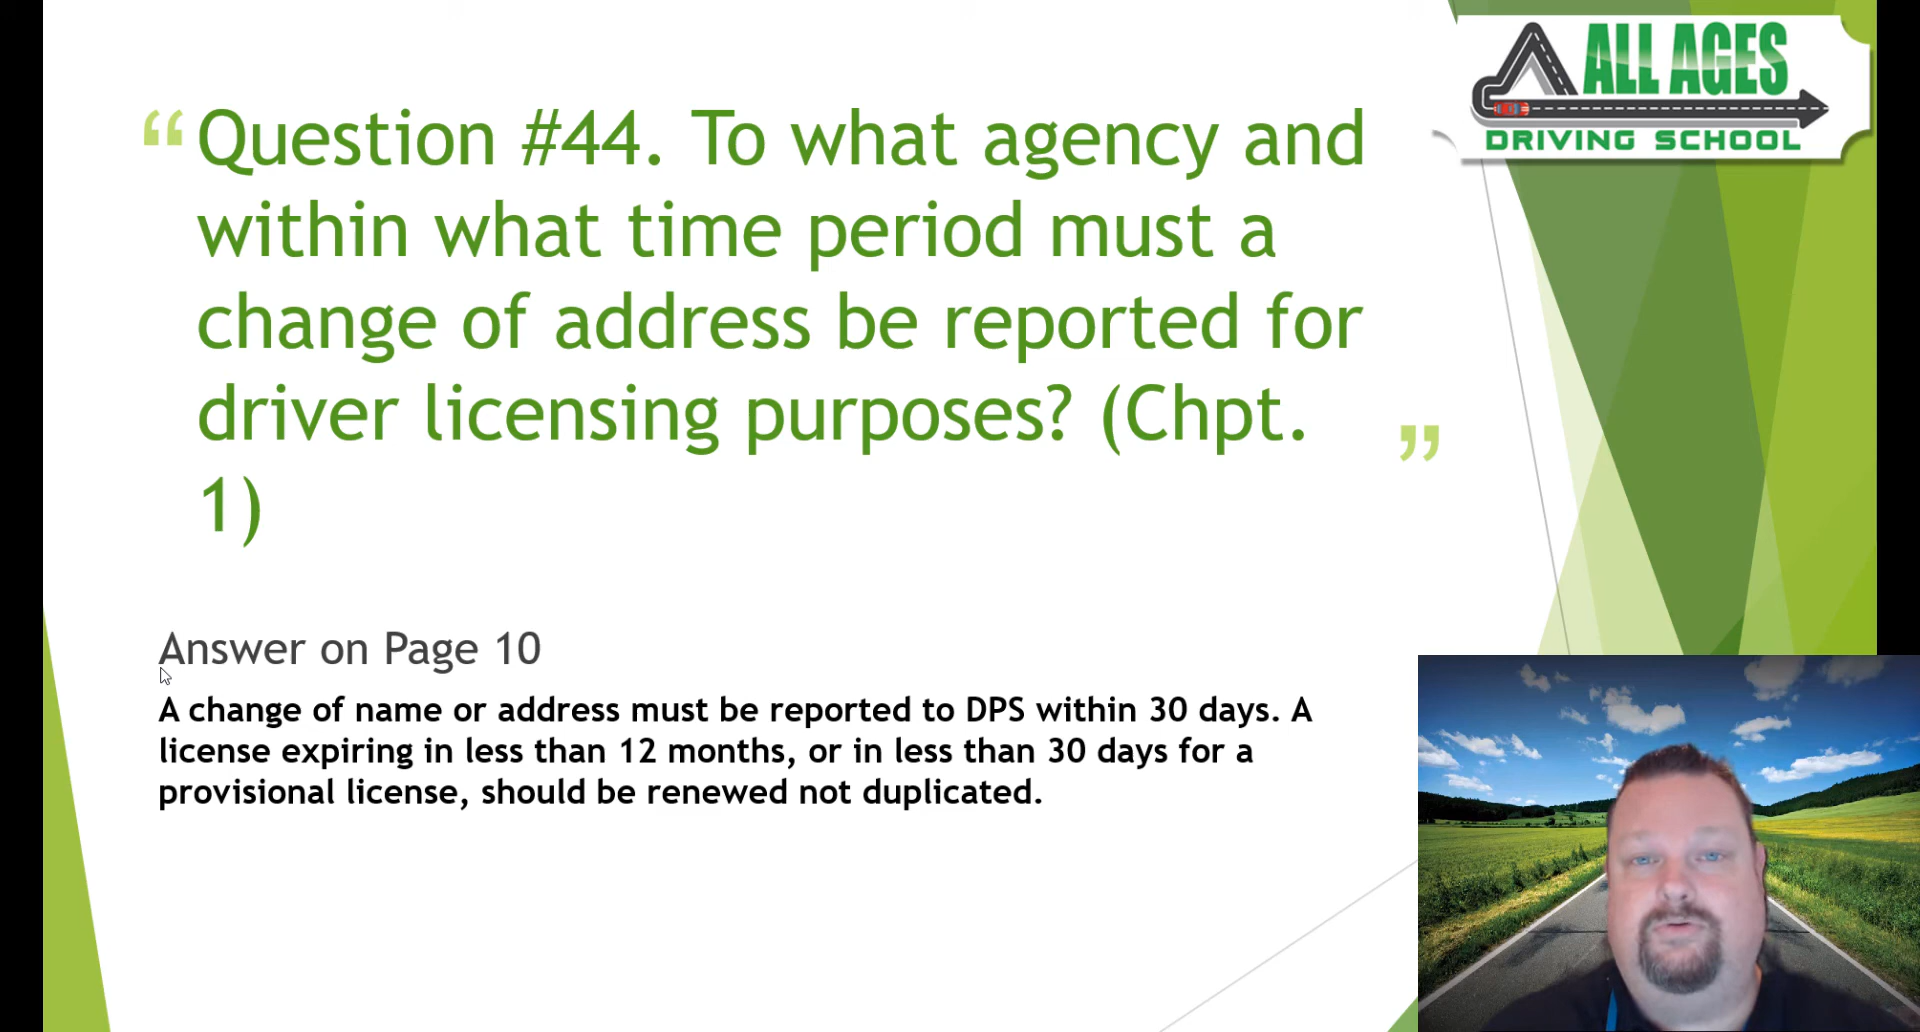 ALL AGES
DRIVING SCHOOL
“Question #44. To what agency and
within what time period must a
change of address be reported for
driver licensing purposes? (Chpt.
1)”
Answer on Page 10
A change of name or address must be reported to DPS within 30 days. A
license expiring in less than 12 months, or in less than 30 days for a
provisional license, should be renewed not duplicated.